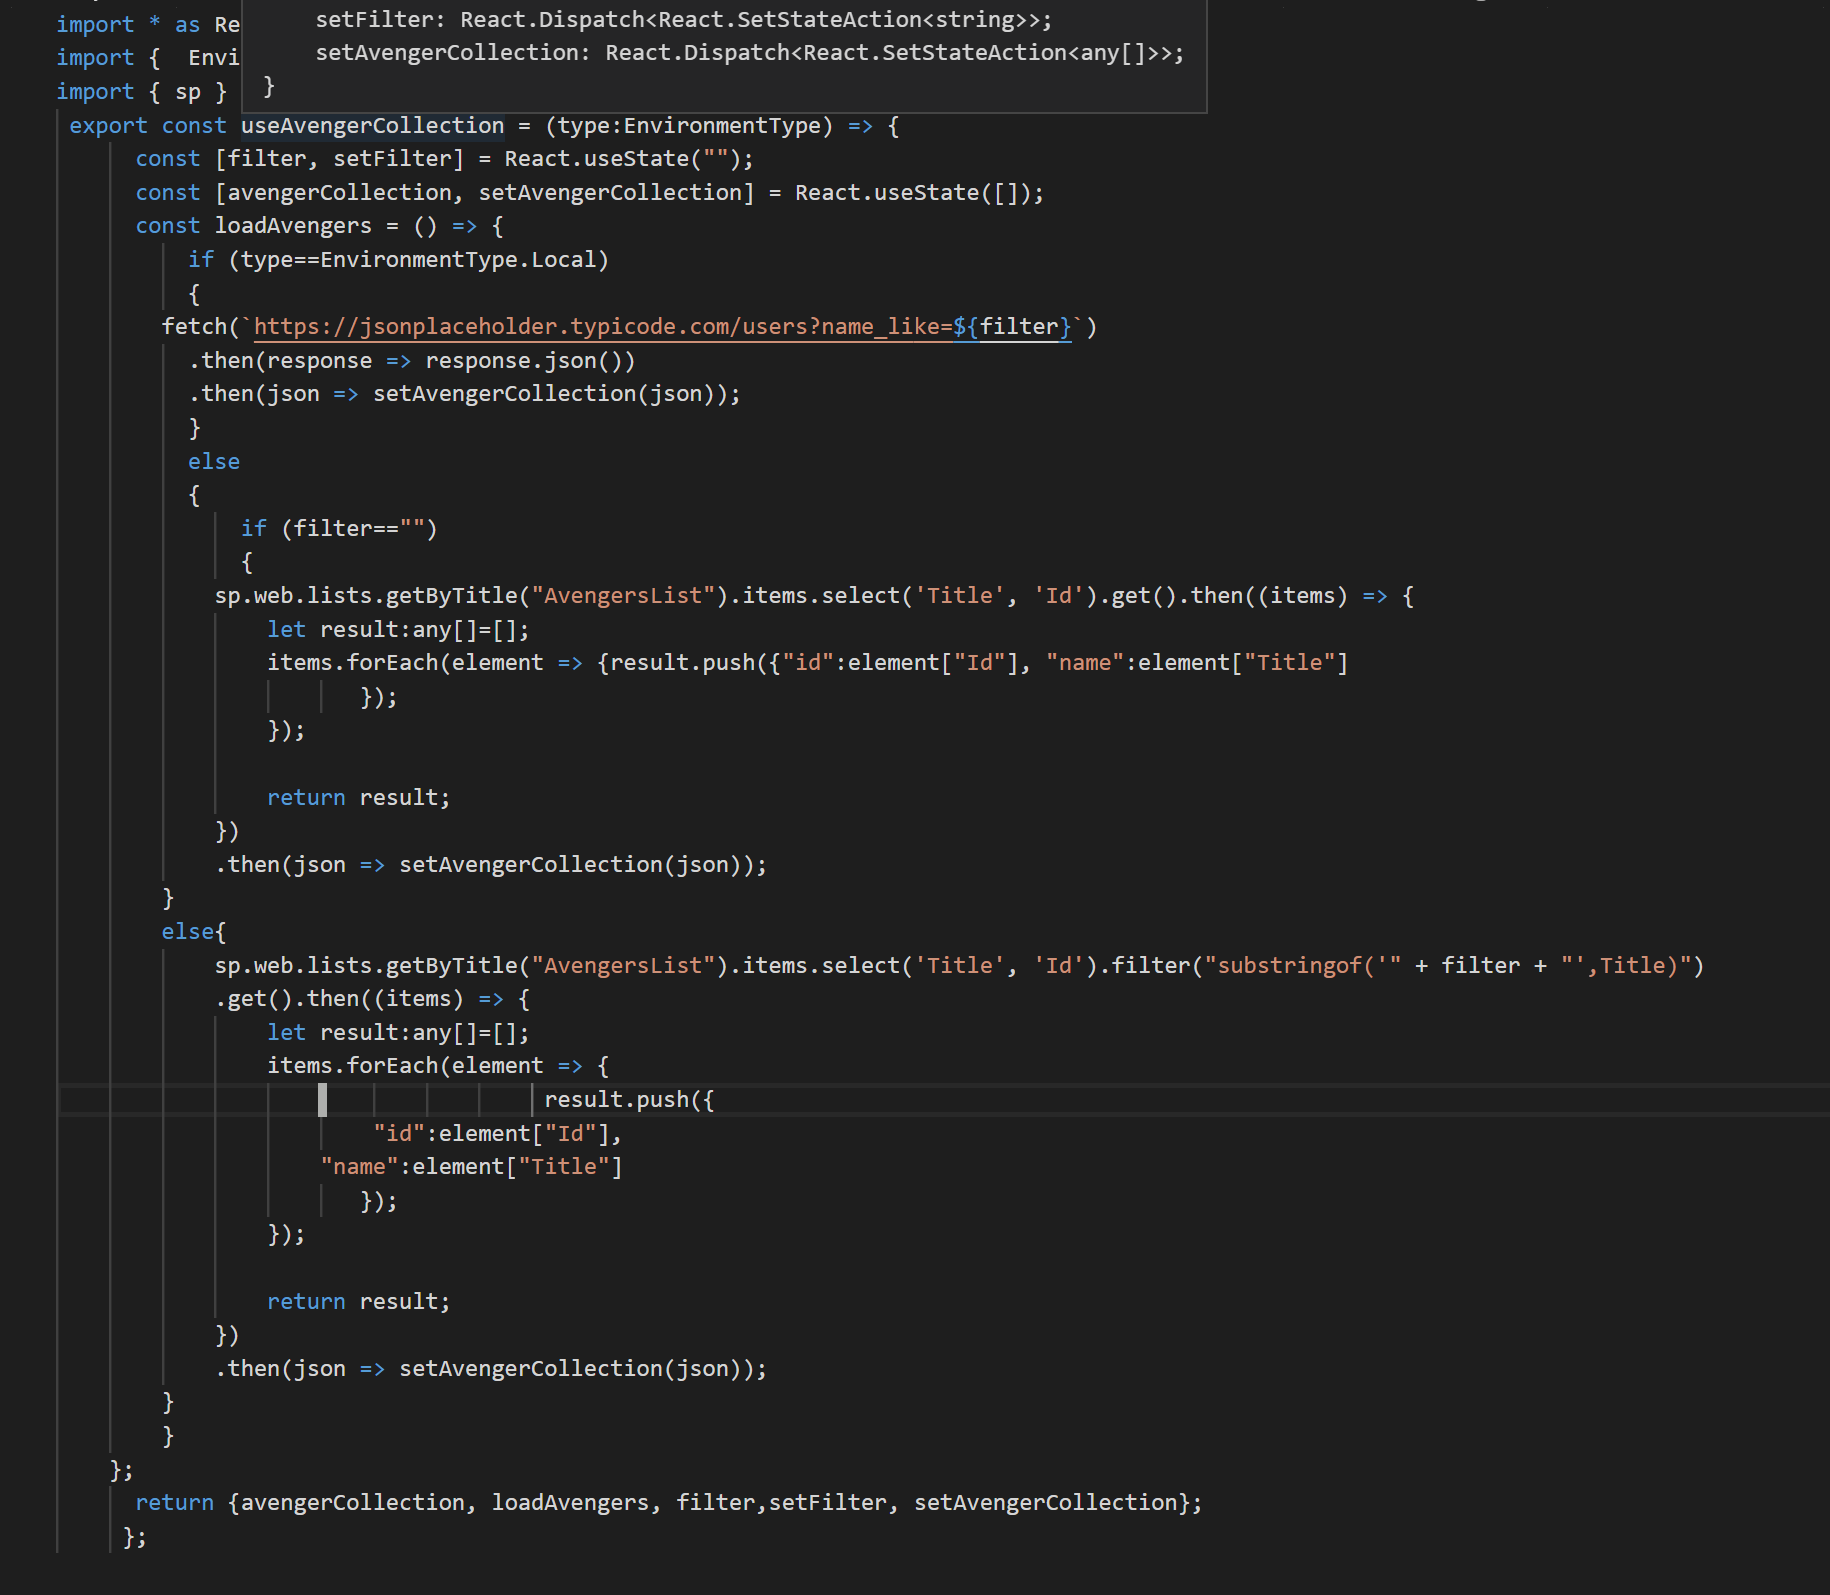 setFilter: React.Dispatch<React.SetStateAction<string>>;
setAvengerCollection: React.Dispatch<React.SetStateAction<any[]>>;
}
import * as Re
import {  Envi
import { sp }
export const useAvengerCollection = (type:EnvironmentType) => {
const [filter, setFilter] = React.useState("");
const [avengerCollection, setAvengerCollection] = React.useState([]);
const loadAvengers = () => {
if (type==EnvironmentType.Local)
{
fetch(`https://jsonplaceholder.typicode.com/users?name_like=${filter}`)
.then(response => response.json())
.then(json => setAvengerCollection(json));
}
else
{
if (filter=="")
{
sp.web.lists.getByTitle("AvengersList").items.select('Title', 'Id').get().then((items) => {
let result:any[]=[];
items.forEach(element => {result.push({"id":element["Id"], "name":element["Title"]
});
});
return result;
})
.then(json => setAvengerCollection(json));
}
else{
sp.web.lists.getByTitle("AvengersList").items.select('Title', 'Id').filter("substringof('" + filter + "',Title)")
.get().then((items) => {
let result:any[]=[];
items.forEach(element => {
result.push({
"id":element["Id"],
"name":element["Title"]
});
});
return result;
})
.then(json => setAvengerCollection(json));
}
}
};
return {avengerCollection, loadAvengers, filter,setFilter, setAvengerCollection};
};